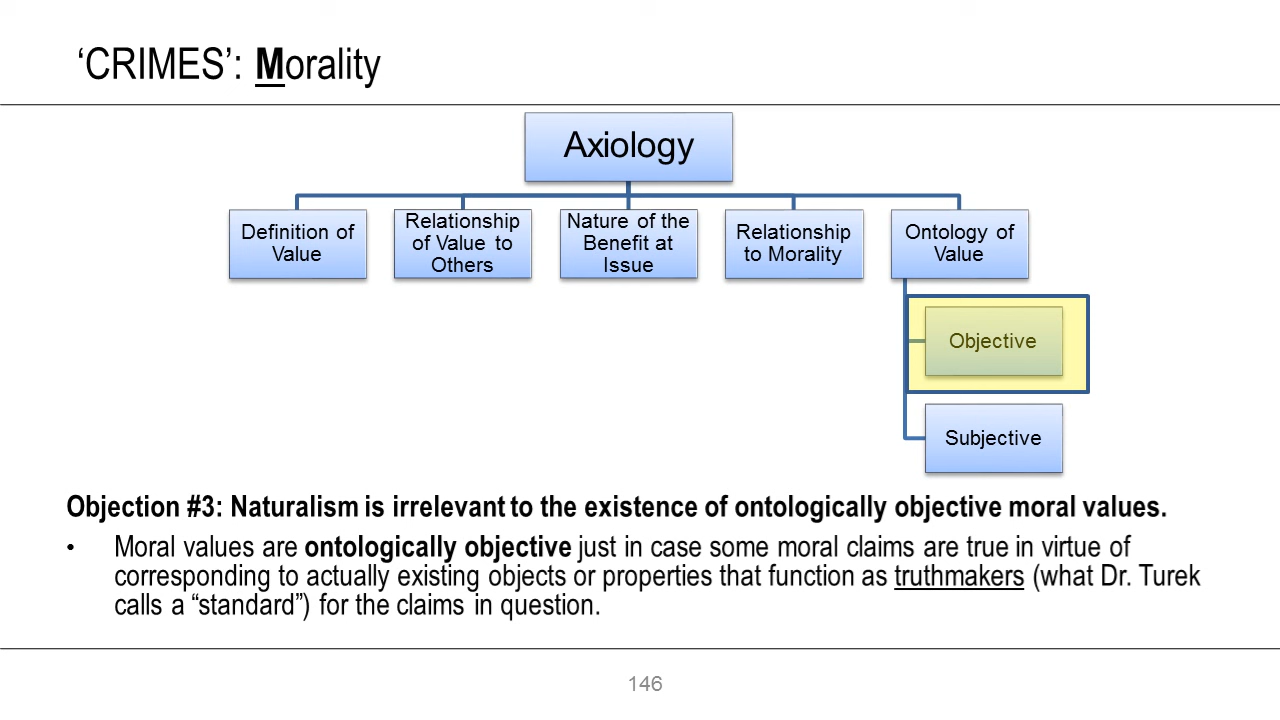 ‘CRIMES’: Morality
Axiology
Definition of
Value
Relationship
of Value to
Others
Nature of the
Benefit at
Issue
Relationship
to Morality
Ontology of
Value
Objective
Subjective
Objection #3: Naturalism is irrelevant to the existence of ontologically objective moral values.
• Moral values are ontologically objective just in case some moral claims are true in virtue of
corresponding to actually existing objects or properties that function as truthmakers (what Dr. Turek
calls a “standard”) for the claims in question.
146